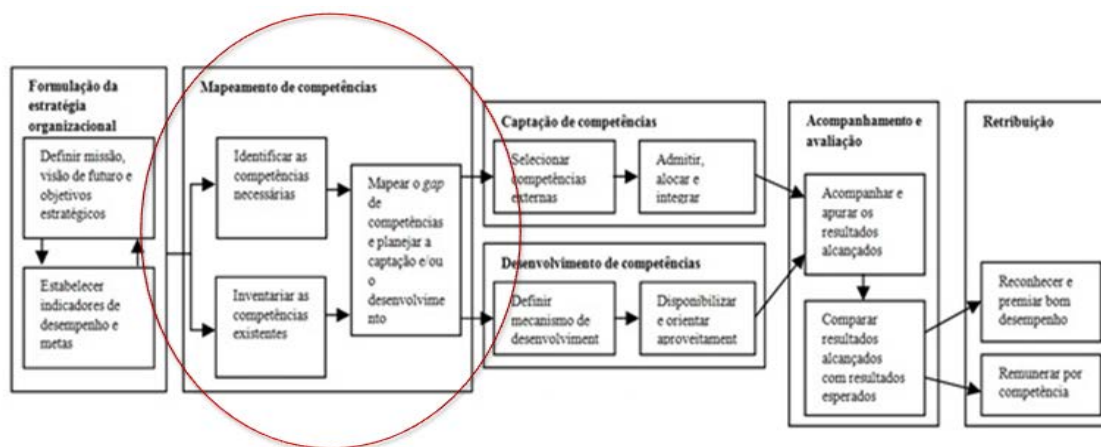 Formulação da
estratégia
organizacional
Definir missão,
visão de futuro e
objetivos
estratégicos
Estabelecer
indicadores de
desempenho e
metas
Mapeamento de competências
Identificar as
competências
necessárias
Inventariar as
competências
existentes
Mapear o gap
de
competências
e planejar a
captação e/ou
o
desenvolvime
nto
Captação de competências
Selecionar
competências
externas
Admitir,
alocar e
integrar
Desenvolvimento de competências
Definir
mecanismo de
desenvolviment
Disponibilizar
e orientar
aproveitament
Acompanhamento e
avaliação
Acompanhar e
apurar os
resultados
alcançados
Comparar
resultados
alcançados
com resultados
esperados
Retribuição
Reconhecer e
premiar bom
desempenho
Remunerar por
competência